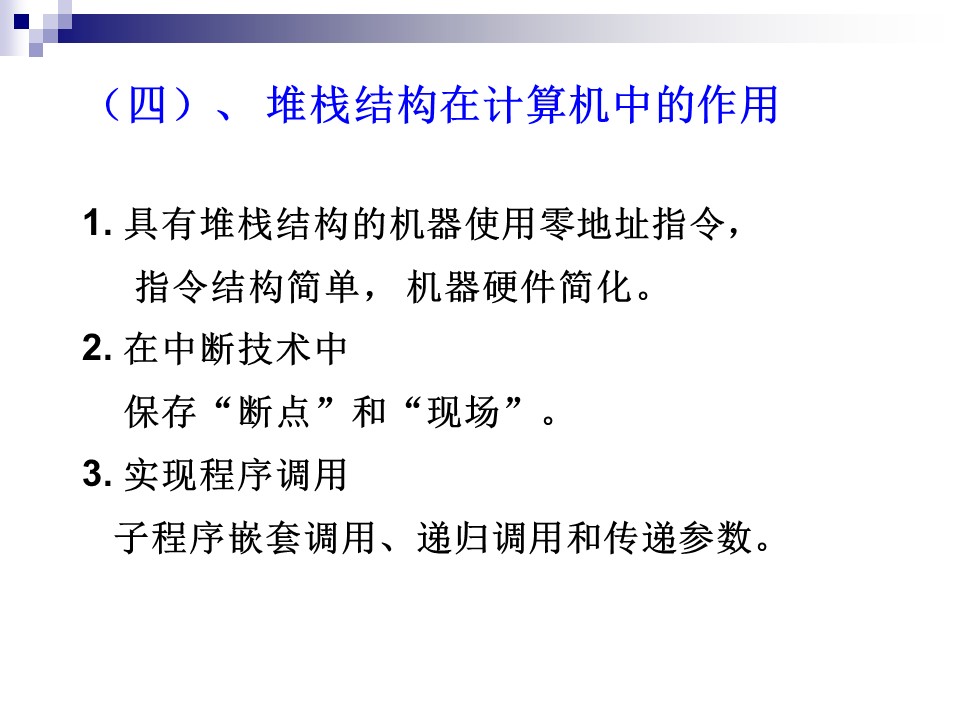 （四）、 堆栈结构在计算机中的作用
1. 具有堆栈结构的机器使用零地址指令，
指令结构简单， 机器硬件简化。
2. 在中断技术中
保存“断点”和“现场”。
3. 实现程序调用
子程序嵌套调用、递归调用和传递参数。